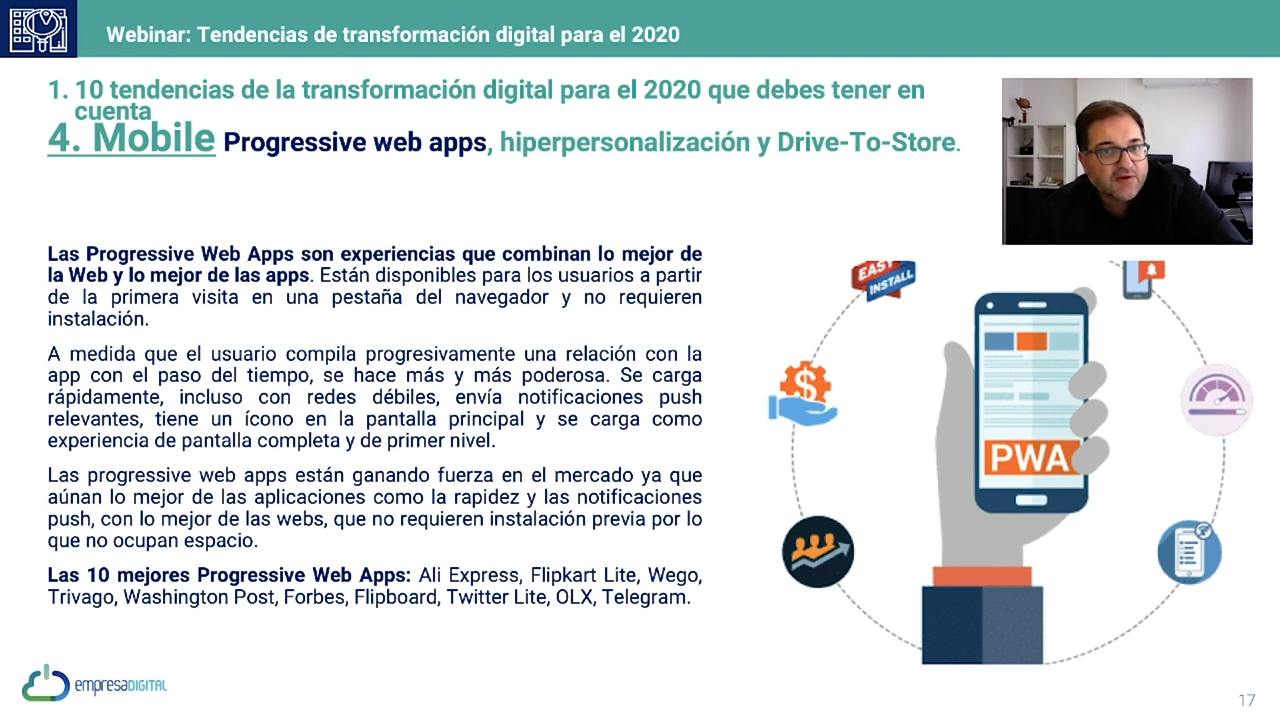 Webinar: Tendencias de transformación digital para el 2020
1. 10 tendencias de la transformación digital para el 2020 que debes tener en
cuenta
4. Mobile Progressive web apps, hiperpersonalización y Drive-To-Store.
Las Progressive Web Apps son experiencias que combinan lo mejor de
la Web y lo mejor de las apps. Están disponibles para los usuarios a partir
de la primera visita en una pestaña del navegador y no requieren
instalación.
A medida que el usuario compila progresivamente una relación con la
app con el paso del tiempo, se hace más y más poderosa. Se carga
rápidamente, incluso con redes débiles, envía notificaciones push
relevantes, tiene un ícono en la pantalla principal y se carga como
experiencia de pantalla completa y de primer nivel.
Las progressive web apps están ganando fuerza en el mercado ya que
aúnan lo mejor de las aplicaciones como la rapidez y las notificaciones
push, con lo mejor de las webs, que no requieren instalación previa por lo
que no ocupan espacio.
Las 10 mejores Progressive Web Apps: Ali Express, Flipkart Lite, Wego,
Trivago, Washington Post, Forbes, Flipboard, Twitter Lite, OLX, Telegram.
EASY
INSTALL
$
PWA
empresaDIGITAL
17